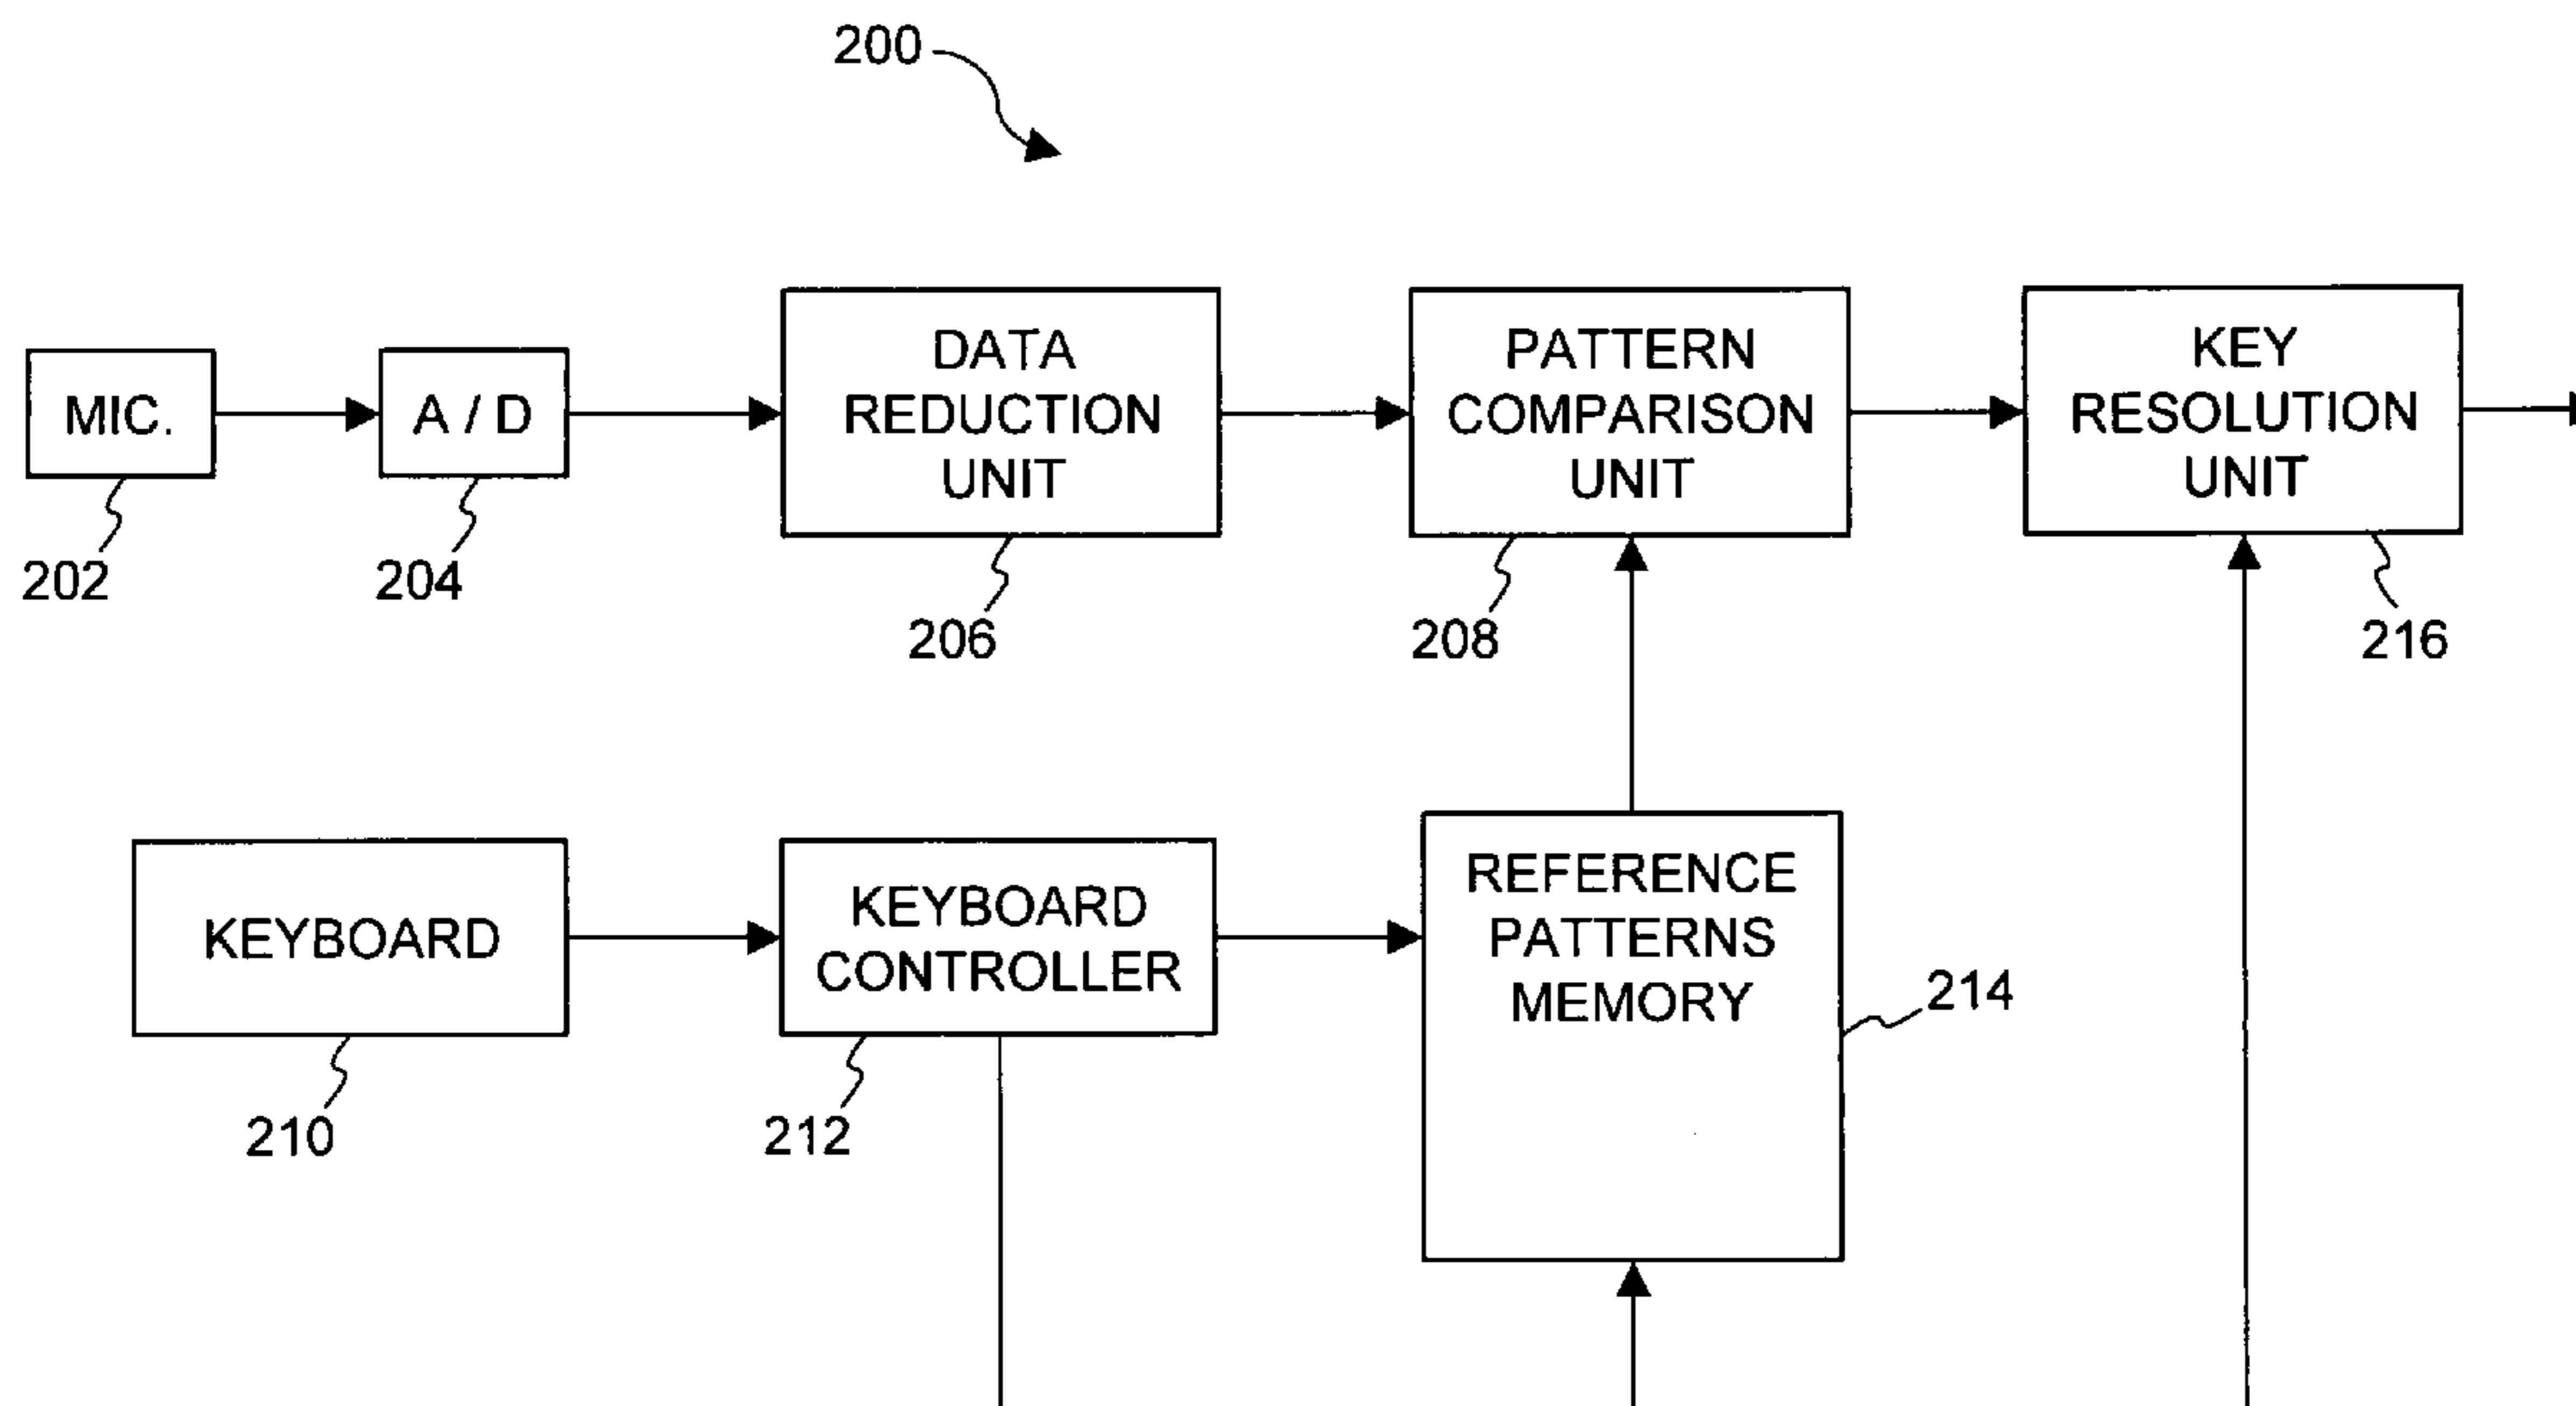 200
MIC.
A / D
DATA
REDUCTION
UNIT
PATTERN
COMPARISON
UNIT
KEY
RESOLUTION
UNIT
202
204
206
208
216
KEYBOARD
KEYBOARD
CONTROLLER
REFERENCE
PATTERNS
MEMORY
214
210
212